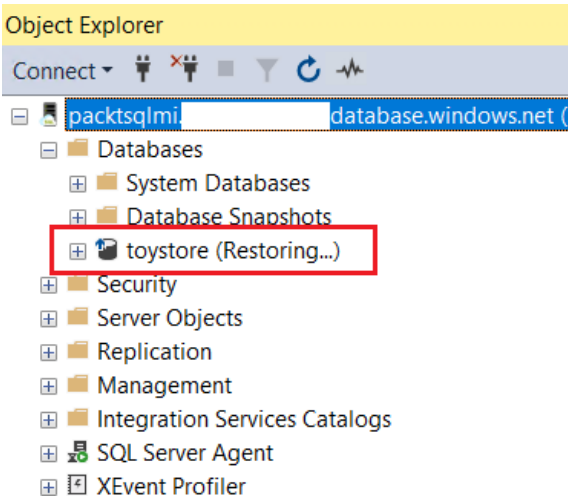 Object Explorer
Connect
packtsqlmi. database.windows.net (
Databases
System Databases
Database Snapshots
toystore (Restoring...)
Security
Server Objects
Replication
Management
Integration Services Catalogs
SQL Server Agent
XEvent Profiler